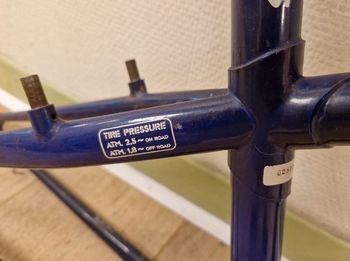 TIRE PRESSURE
ATM. 2,5~ ON ROAD
ATM. 1,8~ OFF ROAD